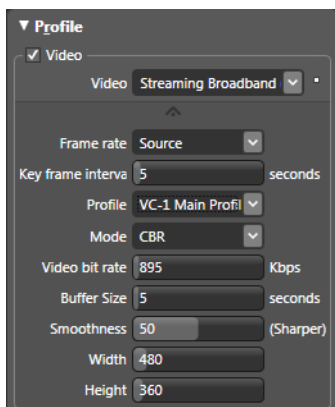 Profile
Video
Video Streaming Broadband
Frame rate Source
Key frame interva 5 seconds
Profile VC-1 Main Profil
Mode CBR
Video bit rate 895 Kbps
Buffer Size 5 seconds
Smoothness 50 (Sharper)
Width 480
Height 360